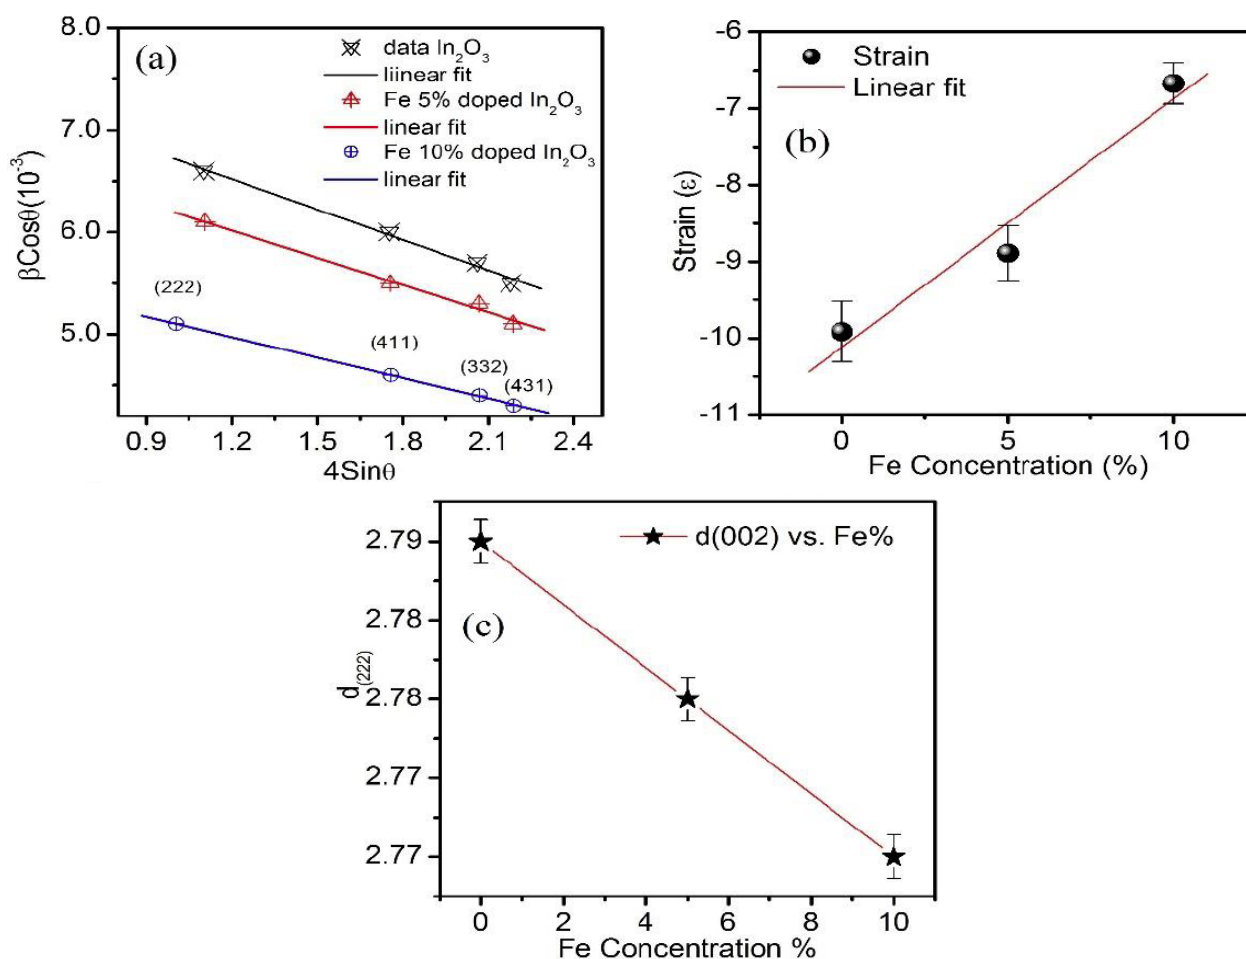 (a)
data In₂O₃
liinear fit
Fe 5% doped In₂O₃
linear fit
Fe 10% doped In₂O₃
linear fit
8.0
7.0
6.0
5.0
βCosθ(10⁻³)
(222)
(411)
(332)
(431)
0.9 1.2 1.5 1.8 2.1 2.4
4Sinθ
(b)
Strain
Linear fit
-6
-7
-8
-9
-10
-11
Strain (ε)
0 5 10
Fe Concentration (%)
(c)
d(002) vs. Fe%
2.79
2.78
2.78
2.77
2.77
d(222)
0 2 4 6 8 10
Fe Concentration %